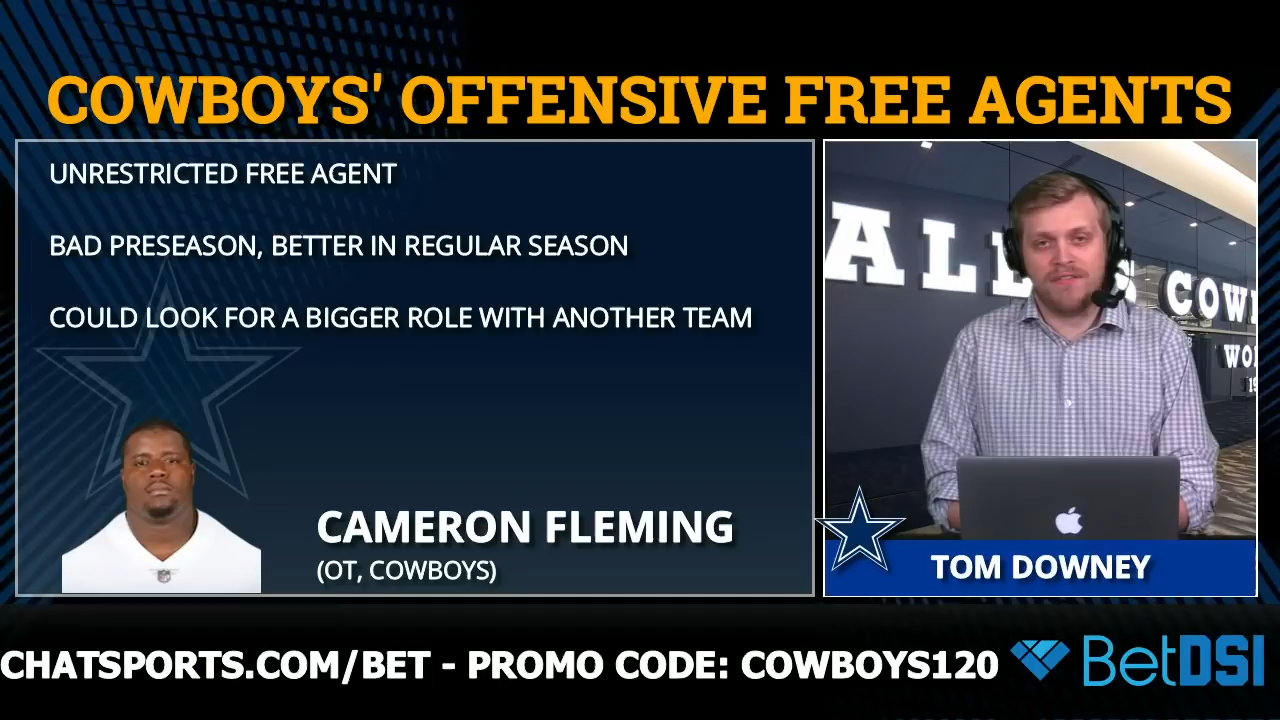 COWBOYS' OFFENSIVE FREE AGENTS
UNRESTRICTED FREE AGENT
BAD PRESEASON, BETTER IN REGULAR SEASON
COULD LOOK FOR A BIGGER ROLE WITH ANOTHER TEAM
CAMERON FLEMING
(OT, COWBOYS)
TOM DOWNEY
CHATSPORTS.COM/BET - PROMO CODE: COWBOYS120
BetDSI